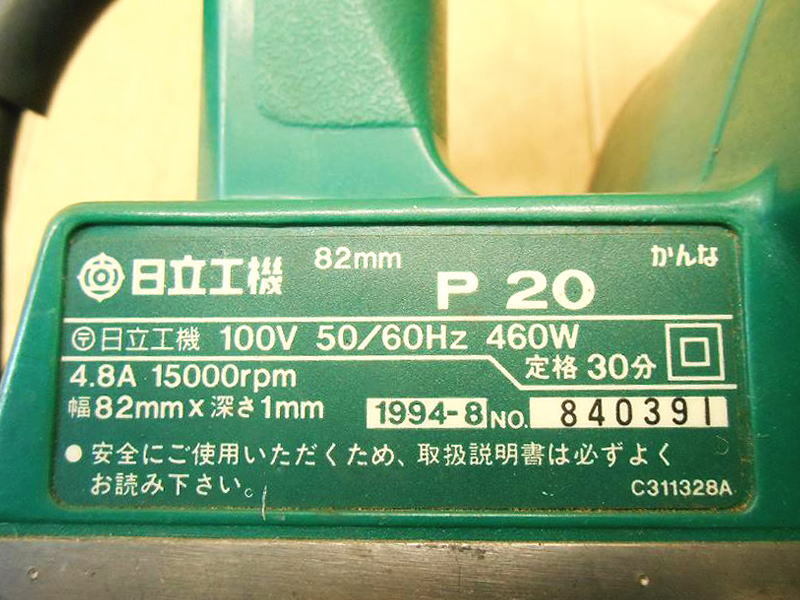 日立工機 82mm P 20 かんな
〒日立工機 100V 50/60Hz 460W
4.8A 15000rpm 定格 30分
幅82mm x 深さ1mm 1994-8 NO. 840391
● 安全にご使用いただくため、取扱説明書は必ずよく
お読み下さい。 C311328A